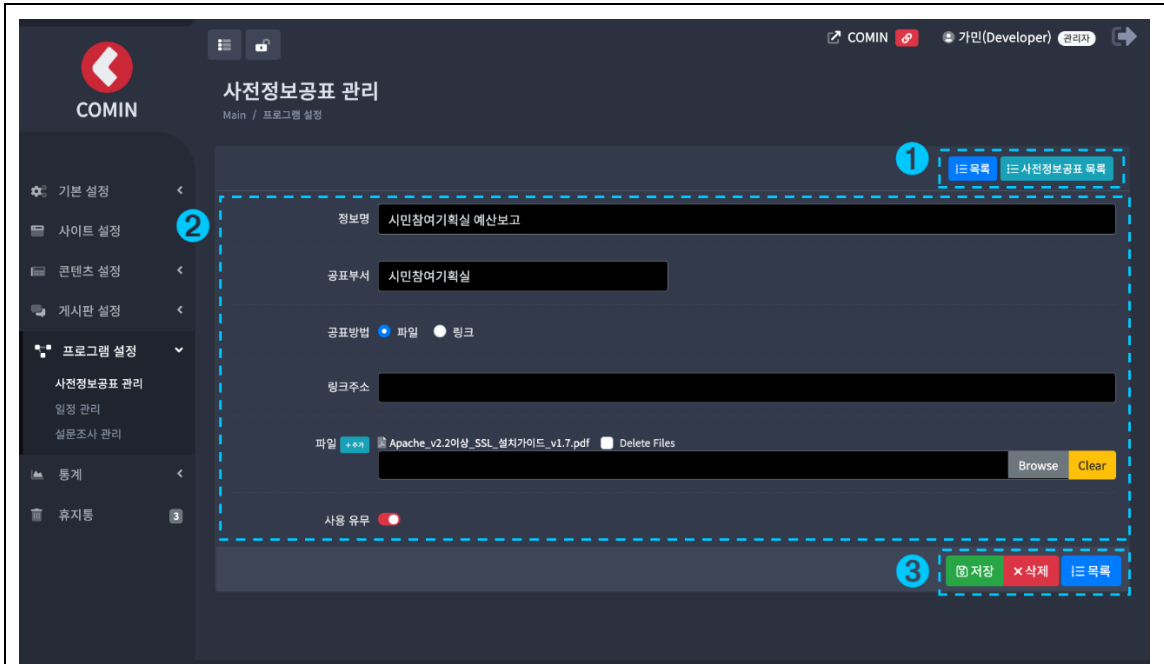 COMIN
가민(Developer) 관리자
COMIN
사전정보공표 관리
Main / 프로그램 설정
기본 설정
사이트 설정
콘텐츠 설정
게시판 설정
프로그램 설정
사전정보공표 관리
일정 관리
설문조사 관리
통계
휴지통 3
1
목록 사전정보공표 목록
2
정보명 시민참여기획실 예산보고
공표부서 시민참여기획실
공표방법 파일 링크
링크주소
파일 +추가 Apache_v2.2이상_SSL_설치가이드_v1.7.pdf Delete Files
Browse Clear
사용 유무
3
저장 ×삭제 목록